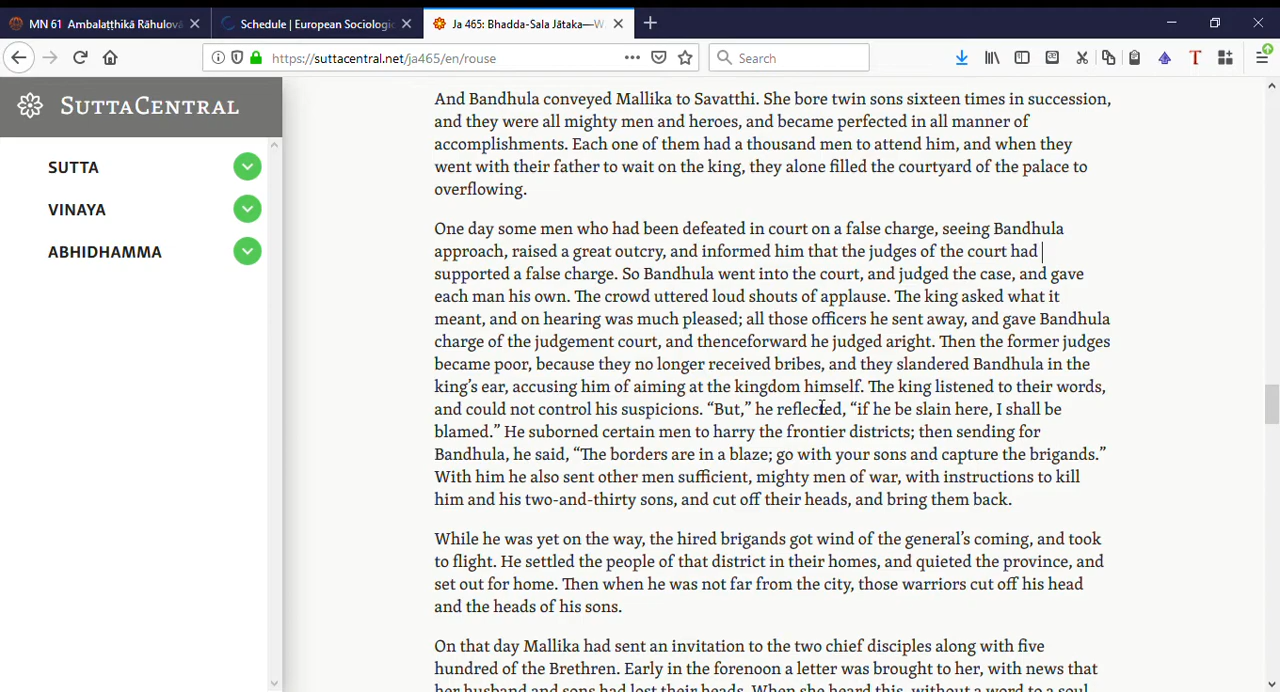 MN 61 Ambalaṭṭhikā Rāhulov
Schedule | European Sociologic
Ja 465: Bhadda-Sala Jātaka—W
https://suttacentral.net/ja465/en/rouse
Search
SUTTACENTRAL
SUTTA
VINAYA
ABHIDHAMMA
And Bandhula conveyed Mallika to Savatthi. She bore twin sons sixteen times in succession,
and they were all mighty men and heroes, and became perfected in all manner of
accomplishments. Each one of them had a thousand men to attend him, and when they
went with their father to wait on the king, they alone filled the courtyard of the palace to
overflowing.
One day some men who had been defeated in court on a false charge, seeing Bandhula
approach, raised a great outcry, and informed him that the judges of the court had
supported a false charge. So Bandhula went into the court, and judged the case, and gave
each man his own. The crowd uttered loud shouts of applause. The king asked what it
meant, and on hearing was much pleased; all those officers he sent away, and gave Bandhula
charge of the judgement court, and thenceforward he judged aright. Then the former judges
became poor, because they no longer received bribes, and they slandered Bandhula in the
king’s ear, accusing him of aiming at the kingdom himself. The king listened to their words,
and could not control his suspicions. “But,” he reflected, “if he be slain here, I shall be
blamed.” He suborned certain men to harry the frontier districts; then sending for
Bandhula, he said, “The borders are in a blaze; go with your sons and capture the brigands.”
With him he also sent other men sufficient, mighty men of war, with instructions to kill
him and his two-and-thirty sons, and cut off their heads, and bring them back.
While he was yet on the way, the hired brigands got wind of the general’s coming, and took
to flight. He settled the people of that district in their homes, and quieted the province, and
set out for home. Then when he was not far from the city, those warriors cut off his head
and the heads of his sons.
On that day Mallika had sent an invitation to the two chief disciples along with five
hundred of the Brethren. Early in the forenoon a letter was brought to her, with news that
her husband and sons had lost their heads. When she heard this, without a word to a soul